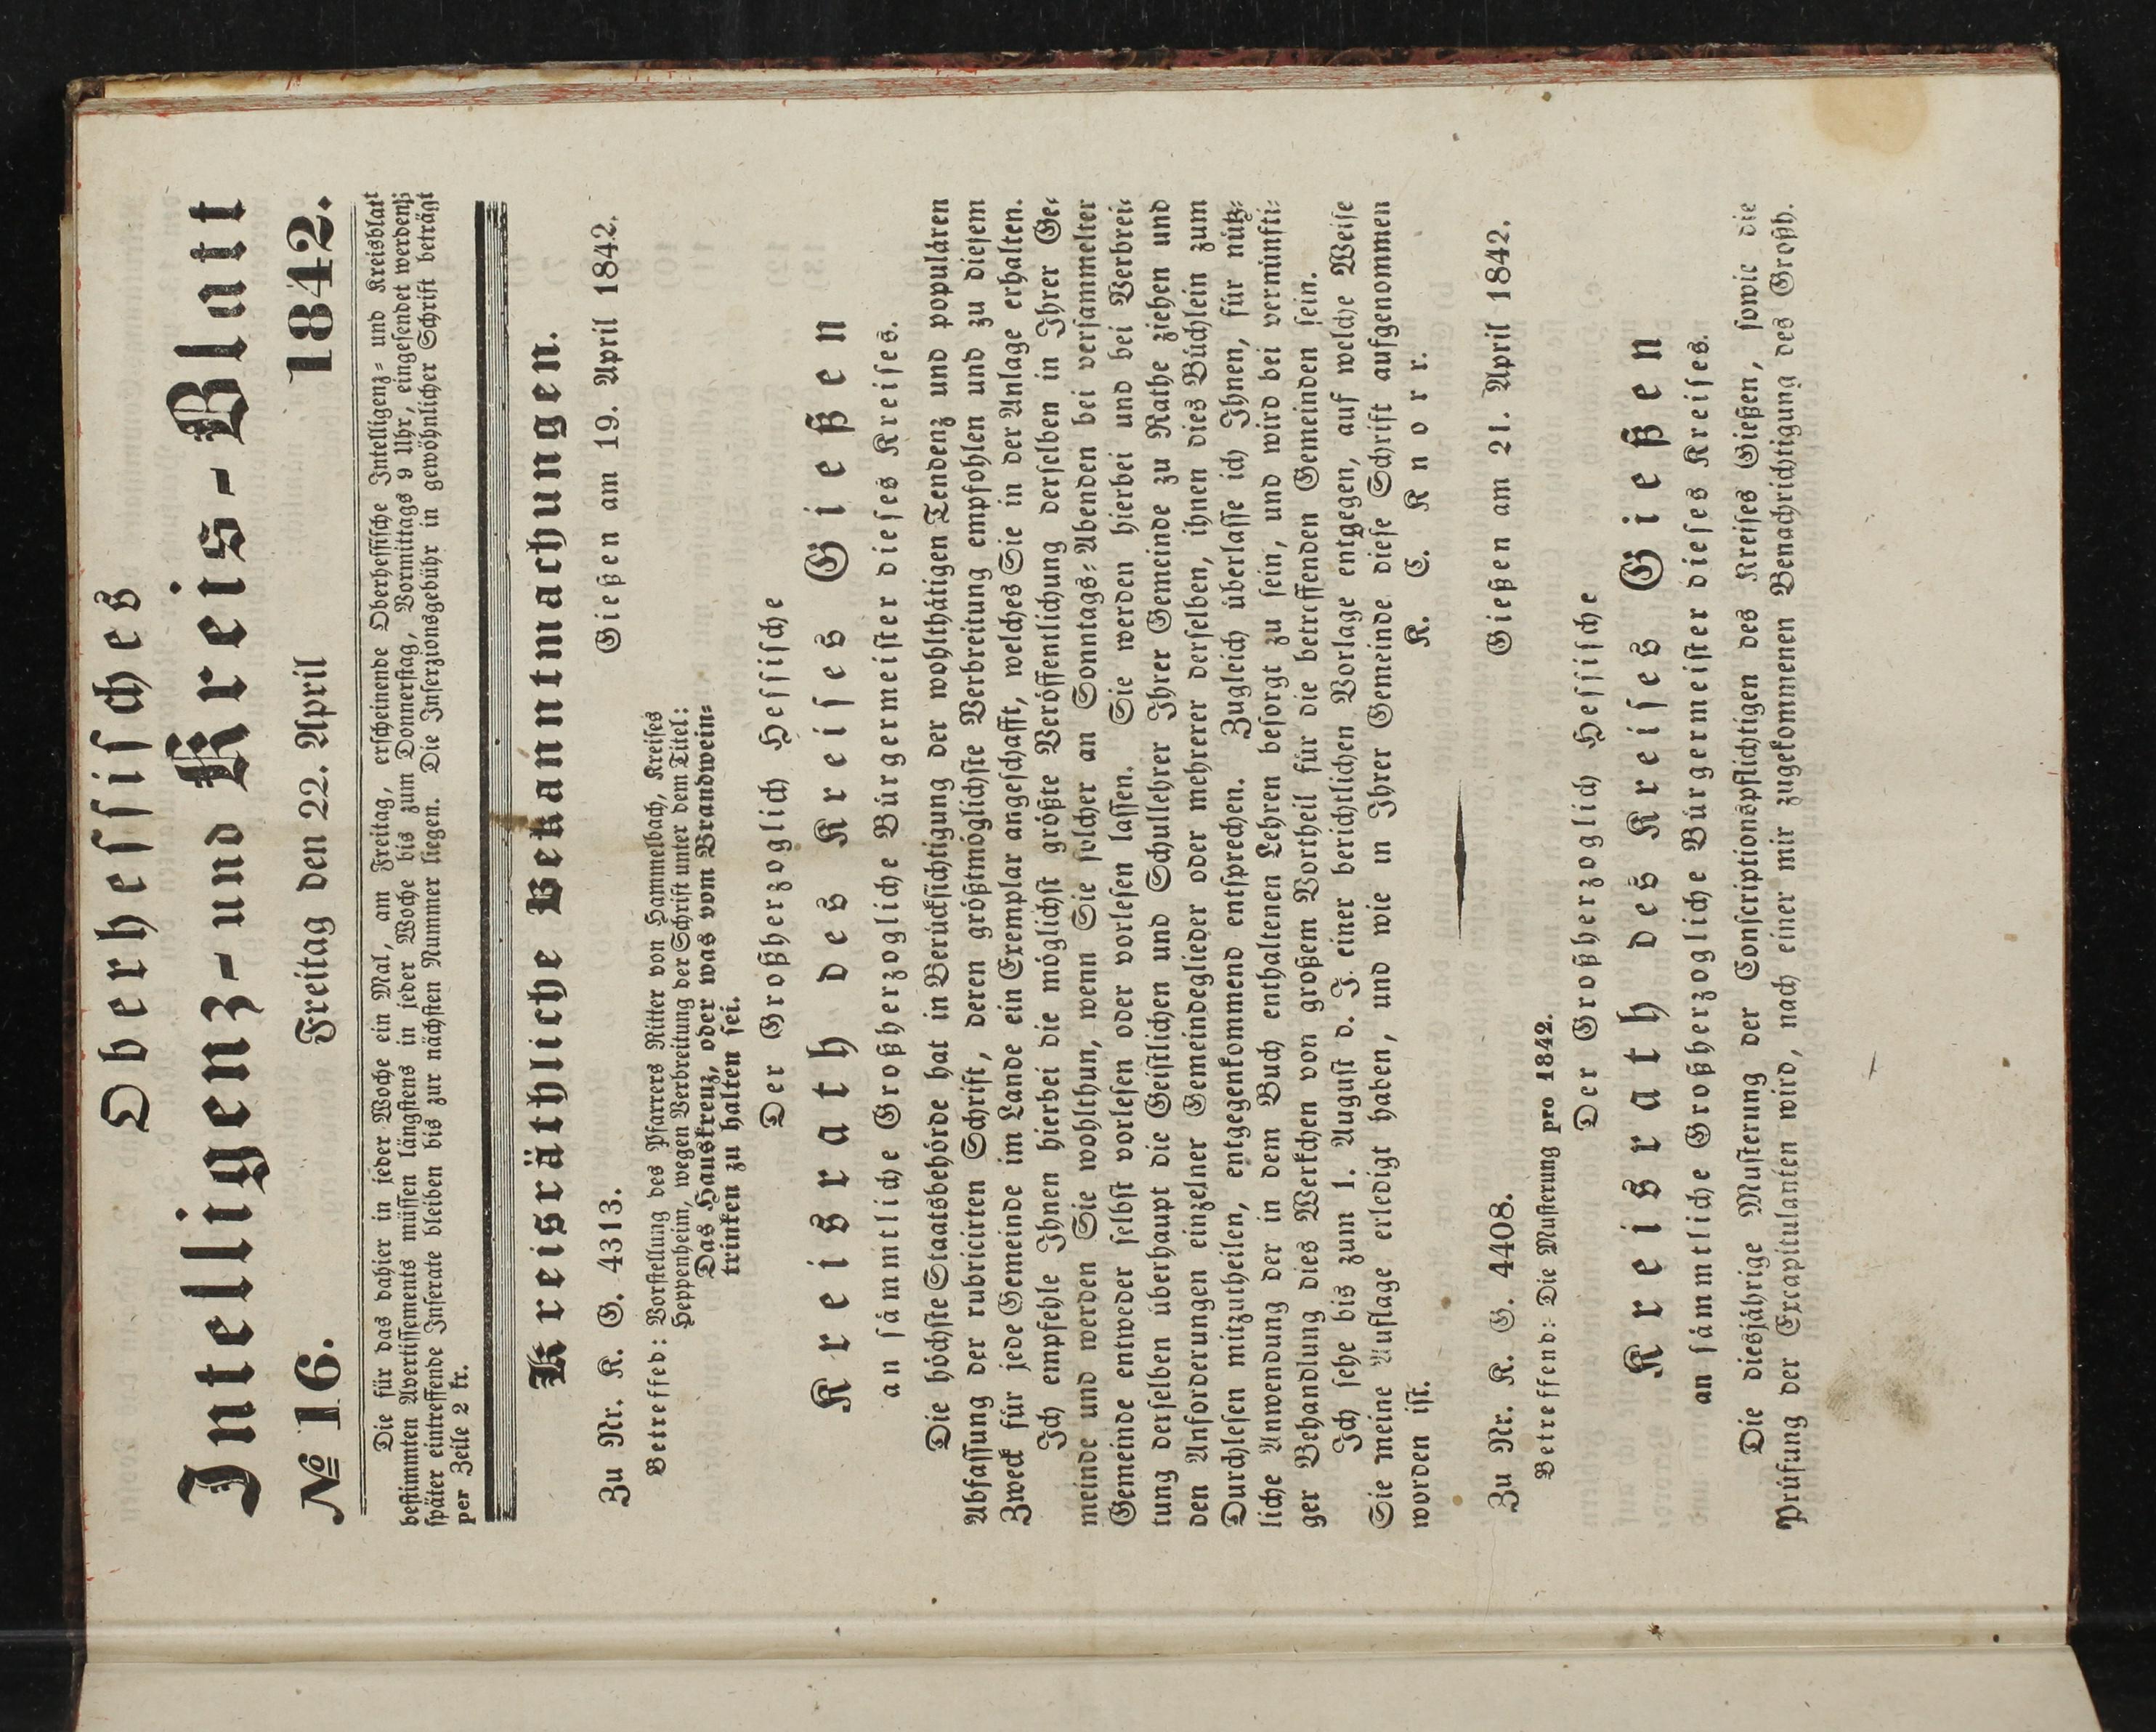 Oberhessisches
Intelligenz- und Kreis-Blatt
№ 16. Freitag den 22. April 1842.
Die für das dahier in jeder Woche ein Mal, am Freitag, erscheinende Oberhessische Intelligenz- und Kreisblatt
bestimmten Avertissements müssen längstens in jeder Woche bis zum Donnerstag, Vormittags 9 Uhr, eingesendet werden;
später eintreffende Inserate bleiben bis zur nächsten Nummer liegen. Die Inserzionsgebühr in gewöhnlicher Schrift beträgt
per Zeile 2 kr.
Kreisräthliche Bekanntmachungen.
Zu Nr. K. G. 4313. Gießen am 19. April 1842.
Betreffend: Vorstellung des Pfarrers Ritter von Hammelbach, Kreises
Heppenheim, wegen Verbreitung der Schrift unter dem Titel:
Das Hauskreuz, oder was vom Brandwein-
trinken zu halten sei.
Der Großherzoglich Hessische
Kreisrath des Kreises Gießen
an sämmtliche Großherzogliche Bürgermeister dieses Kreises.
Die höchste Staatsbehörde hat in Berücksichtigung der wohlthätigen Tendenz und populären
Abfassung der rubricirten Schrift, deren größtmöglichste Verbreitung empfohlen und zu diesem
Zweck für jede Gemeinde im Lande ein Exemplar angeschafft, welches Sie in der Anlage erhalten.
Ich empfehle Ihnen hierbei die möglichst größte Veröffentlichung derselben in Ihrer Ge-
meinde und werden Sie wohlthun, wenn Sie solcher an Sonntags-Abenden bei versammelter
Gemeinde entweder selbst vorlesen oder vorlesen lassen. Sie werden hierbei und bei Verbrei-
tung derselben überhaupt die Geistlichen und Schullehrer Ihrer Gemeinde zu Rathe ziehen und
den Anforderungen einzelner Gemeindeglieder oder mehrerer derselben, ihnen dies Büchlein zum
Durchlesen mitzutheilen, entgegenkommend entsprechen. Zugleich überlasse ich Ihnen, für nütz-
liche Anwendung der in dem Buch enthaltenen Lehren besorgt zu sein, und wird bei vernünfti-
ger Behandlung dies Werkchen von großem Vortheil für die betreffenden Gemeinden sein.
Ich sehe bis zum 1. August d. J. einer berichtlichen Vorlage entgegen, auf welche Weise
Sie meine Auflage erledigt haben, und wie in Ihrer Gemeinde diese Schrift aufgenommen
worden ist. K. C. Knorr.
Zu Nr. K. G. 4408. Gießen am 21. April 1842.
Betreffend: Die Musterung pro 1842.
Der Großherzoglich Hessische
Kreisrath des Kreises Gießen
an sämmtliche Großherzogliche Bürgermeister dieses Kreises.
Die diesjährige Musterung der Conscriptionspflichtigen des Kreises Gießen, sowie die
Prüfung der Excapitulanten wird, nach einer mir zugekommenen Benachrichtigung des Großh.